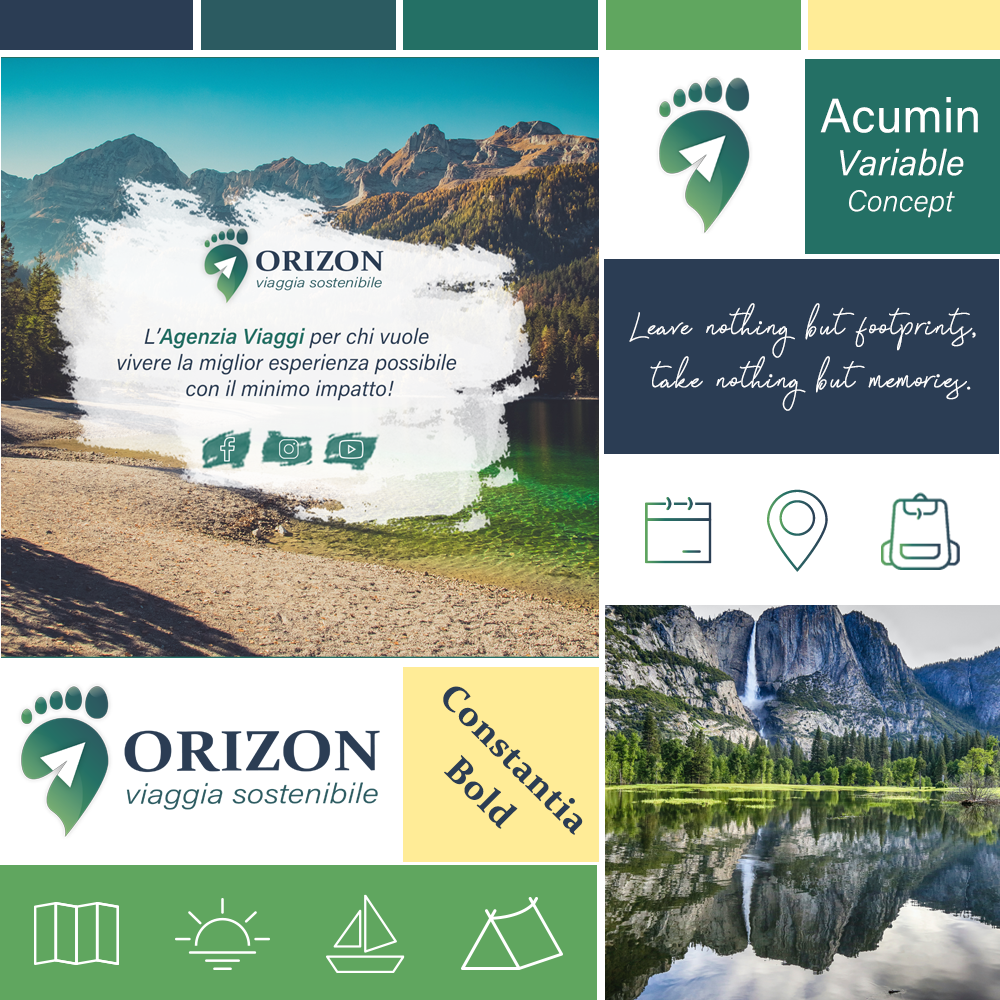 ORIZON
viaggia sostenibile
L’Agenzia Viaggi per chi vuole
vivere la miglior esperienza possibile
con il minimo impatto!
Acumin
Variable
Concept
Leave nothing but footprints,
take nothing but memories.
ORIZON
viaggia sostenibile
Constantia
Bold